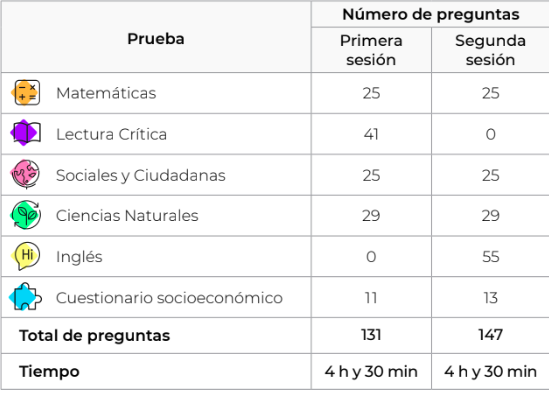 Prueba
Número de preguntas
Primera sesión
Segunda sesión
- × + =
Matemáticas 25 25
Lectura Crítica 41 0
Sociales y Ciudadanas 25 25
Ciencias Naturales 29 29
Hi
Inglés 0 55
Cuestionario socioeconómico 11 13
Total de preguntas 131 147
Tiempo 4 h y 30 min 4 h y 30 min